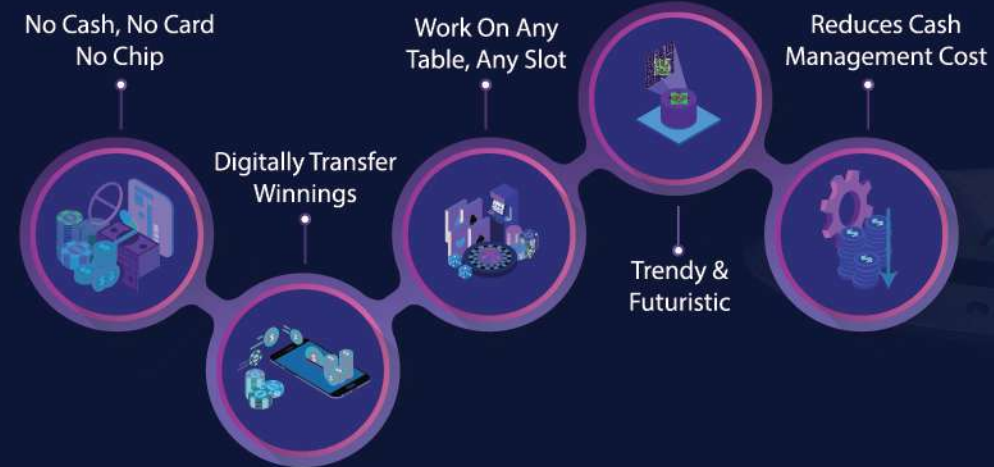 No Cash, No Card
No Chip
Digitally Transfer
Winnings
Work On Any
Table, Any Slot
Trendy &
Futuristic
Reduces Cash
Management Cost